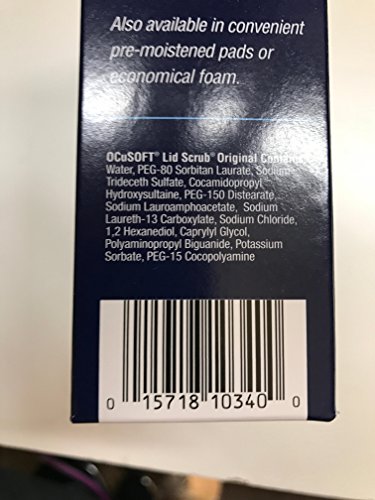 Also available in convenient
pre-moistened pads or
economical foam.
OCuSOFT® Lid Scrub® Original
Water, PEG-80 Sorbitan Laurate, Sodium
Trideceth Sulfate, Cocamidopropyl
Hydroxysultaine, PEG-150 Distearate,
Sodium Lauroamphoacetate, Sodium
Laureth-13 Carboxylate, Sodium Chloride,
1,2 Hexanediol, Caprylyl Glycol,
Polyaminopropyl Biguanide, Potassium
Sorbate, PEG-15 Cocopolyamine
0 15718 10340 0